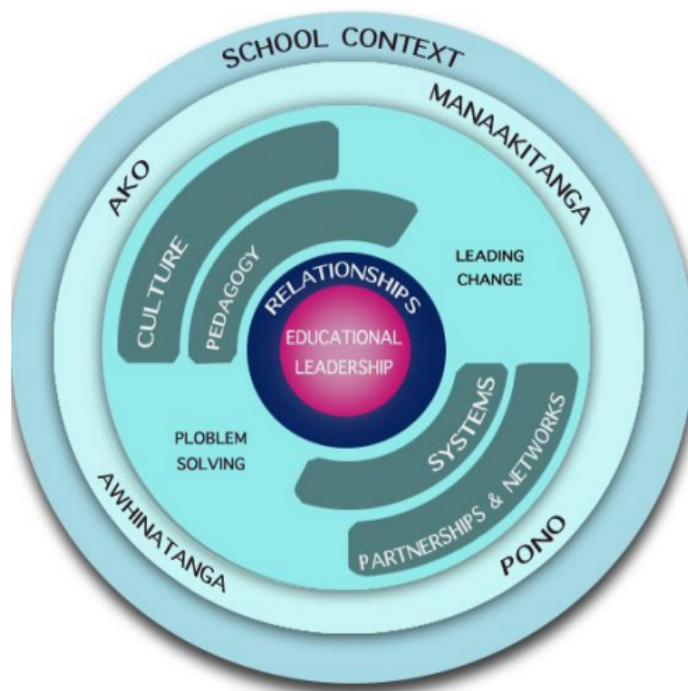 SCHOOL CONTEXT
MANAAKITANGA
AKO
CULTURE
PEDAGOGY
LEADING
CHANGE
RELATIONSHIPS
EDUCATIONAL
LEADERSHIP
PLOBLEM
SOLVING
SYSTEMS
PARTNERSHIPS & NETWORKS
AWHINATANGA
PONO